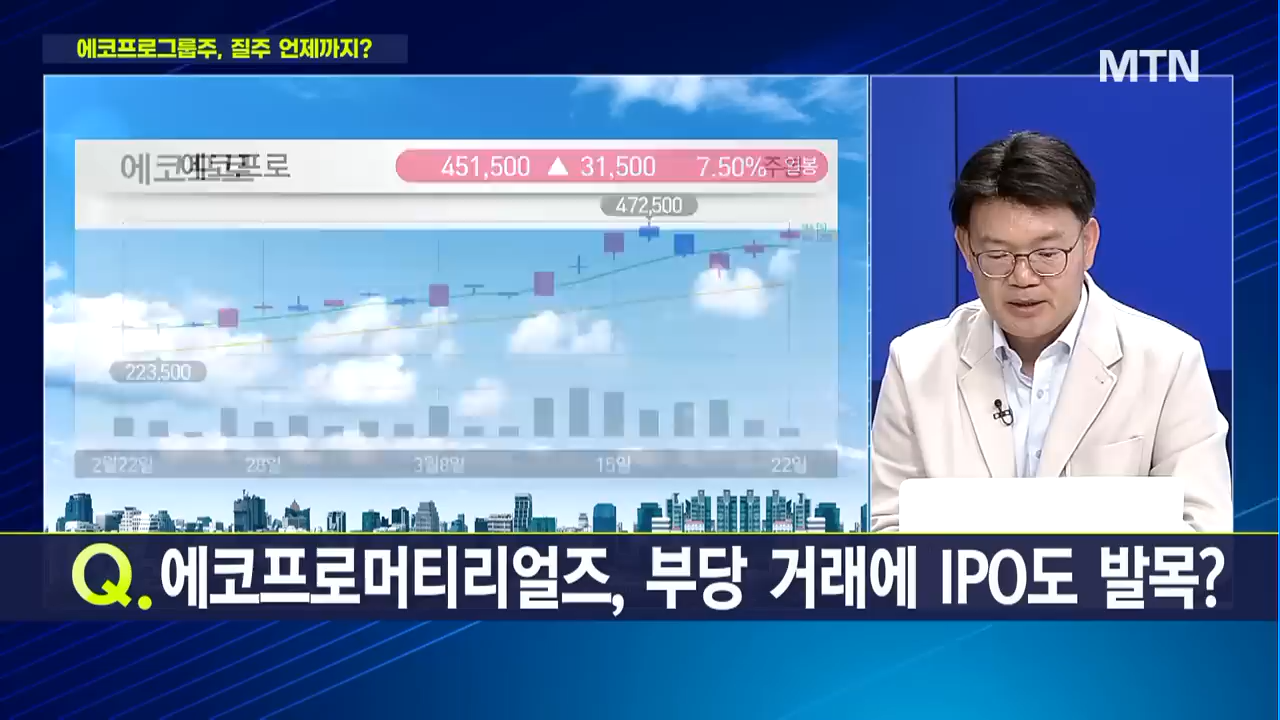 에코프로그룹주, 질주 언제까지?
MTN
에코프로
451,500 ▲ 31,500 7.50% 일봉
472,500
223,500
2월22일 28일 3월8일 15일 22일
Q. 에코프로머티리얼즈, 부당 거래에 IPO도 발목?